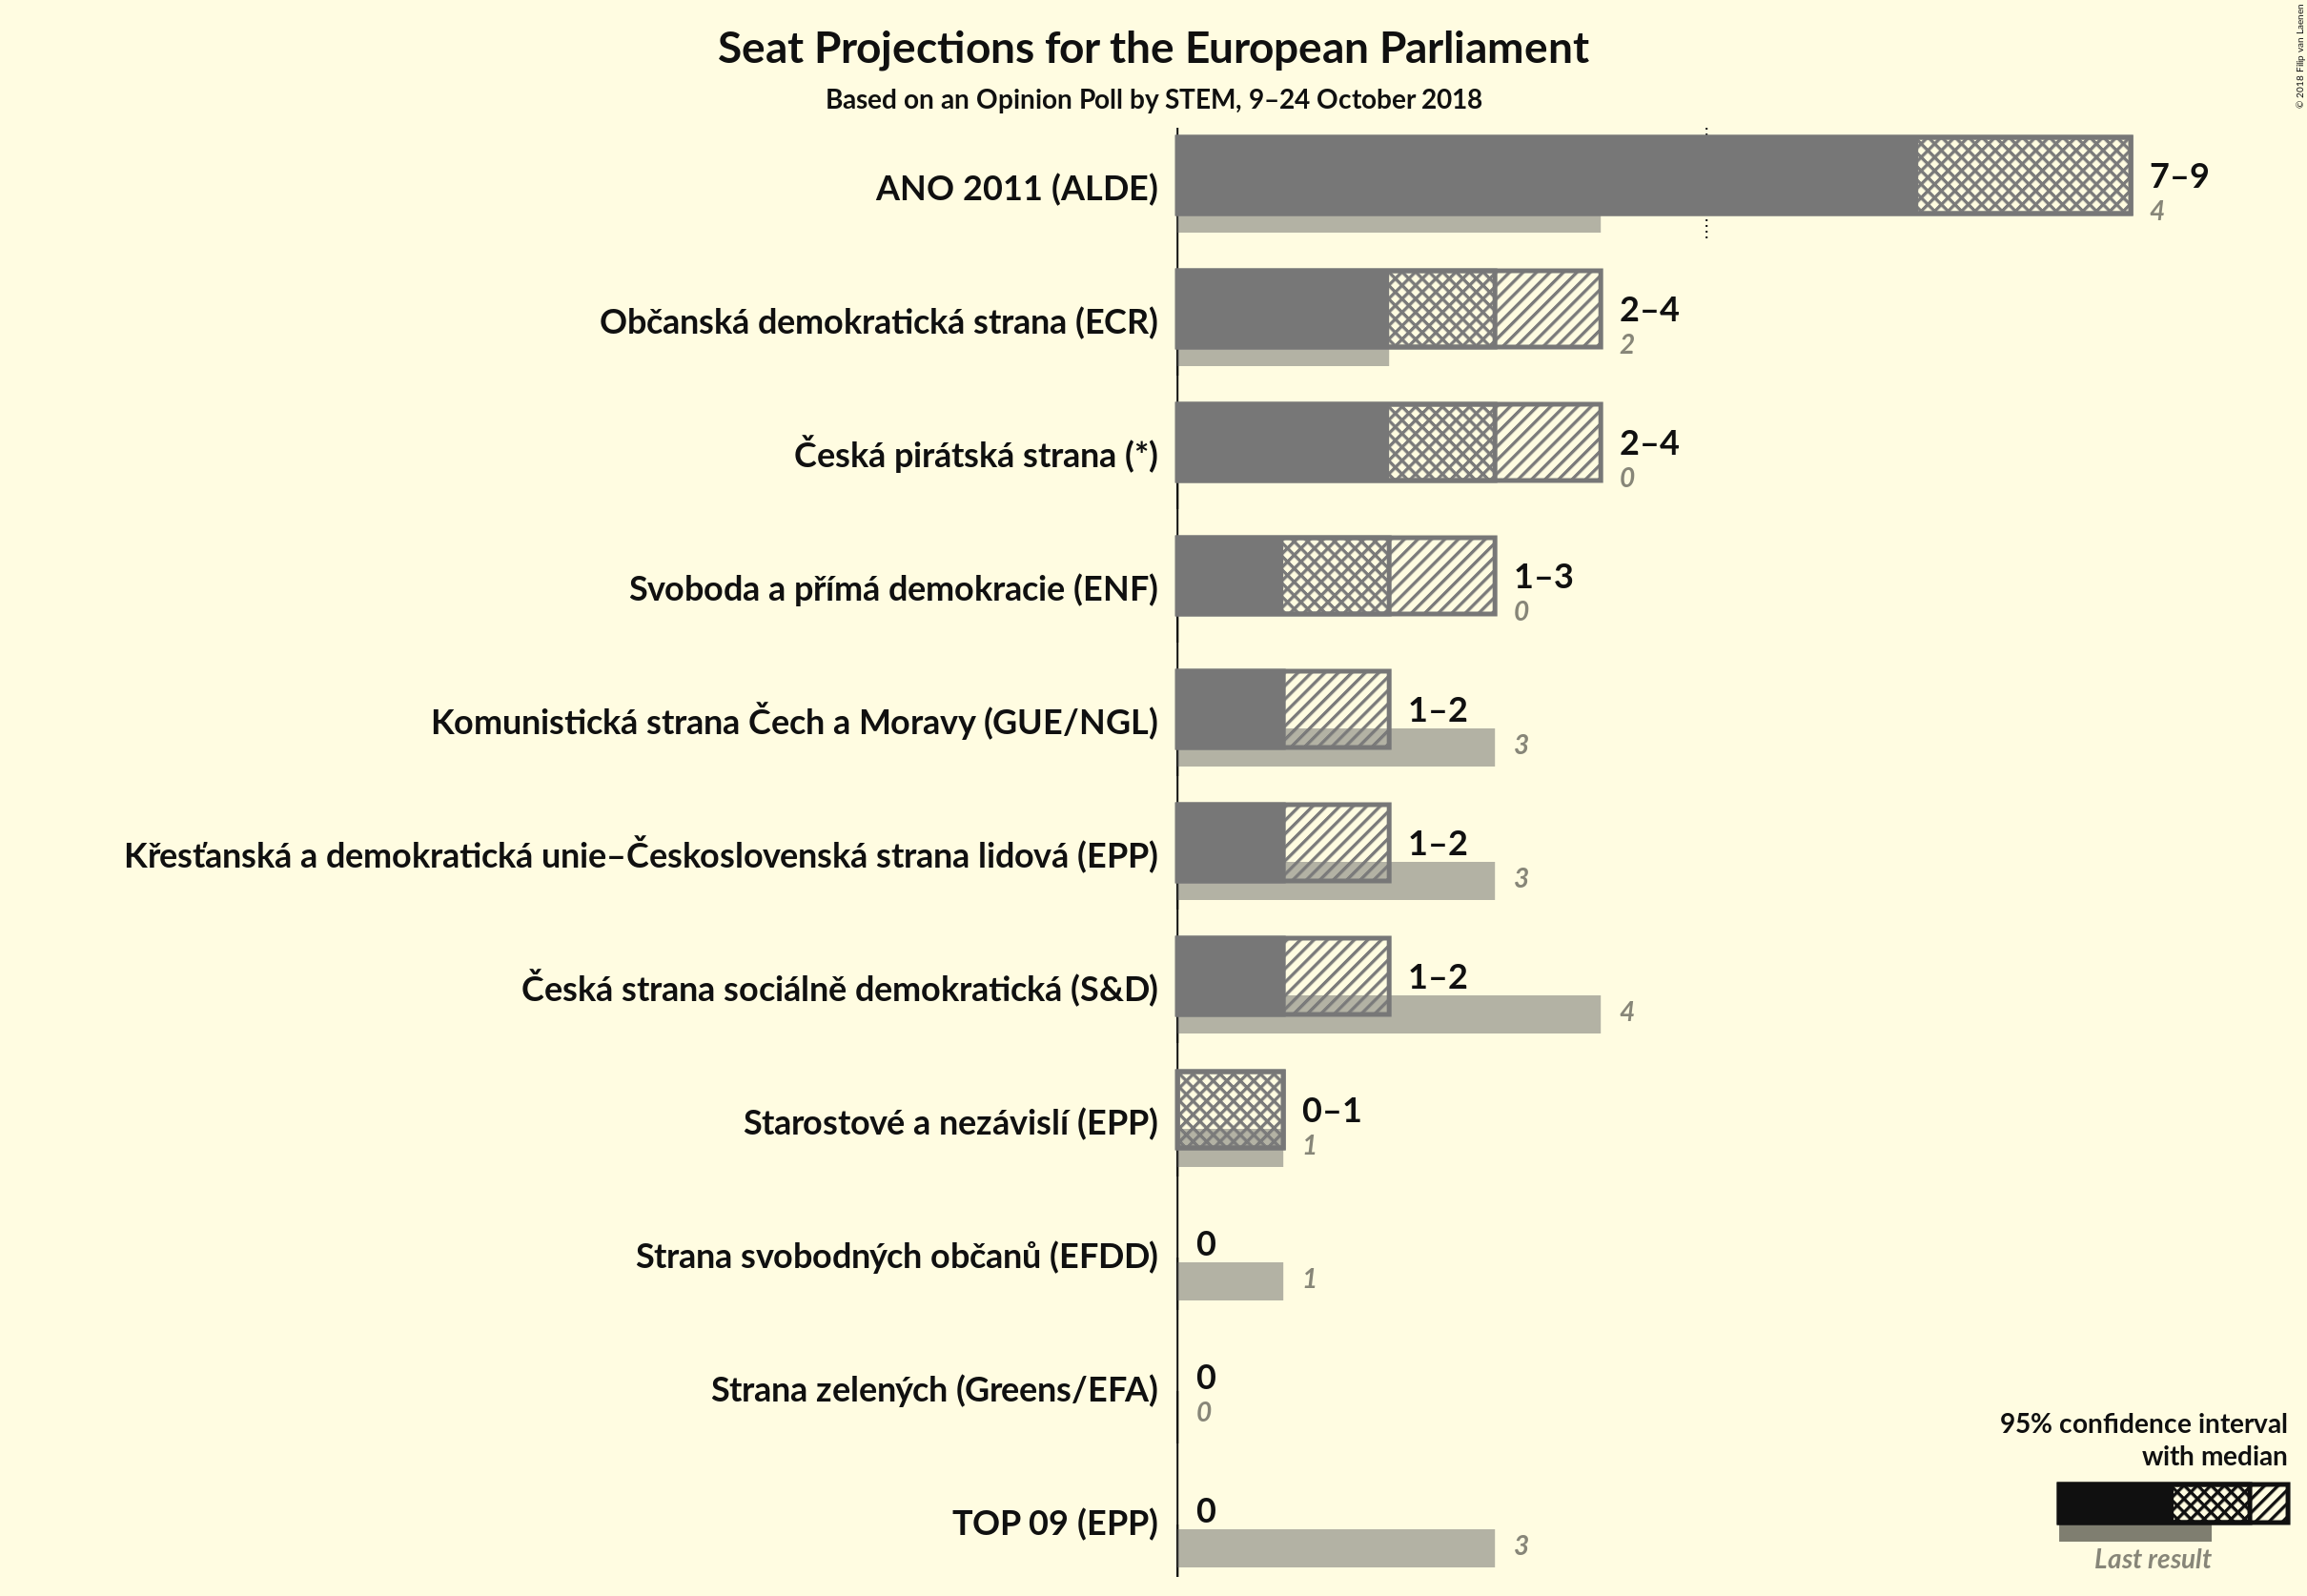 Seat Projections for the European Parliament
Based on an Opinion Poll by STEM, 9–24 October 2018
© 2018 Filip van Laenen
ANO 2011 (ALDE)
7–9
4
Občanská demokratická strana (ECR)
2–4
2
Česká pirátská strana (*)
2–4
0
Svoboda a přímá demokracie (ENF)
1–3
0
Komunistická strana Čech a Moravy (GUE/NGL)
1–2
3
Křesťanská a demokratická unie–Československá strana lidová (EPP)
1–2
3
Česká strana sociálně demokratická (S&D)
1–2
4
Starostové a nezávislí (EPP)
0–1
1
Strana svobodných občanů (EFDD)
0
1
Strana zelených (Greens/EFA)
0
0
TOP 09 (EPP)
0
3
95% confidence interval
with median
Last result